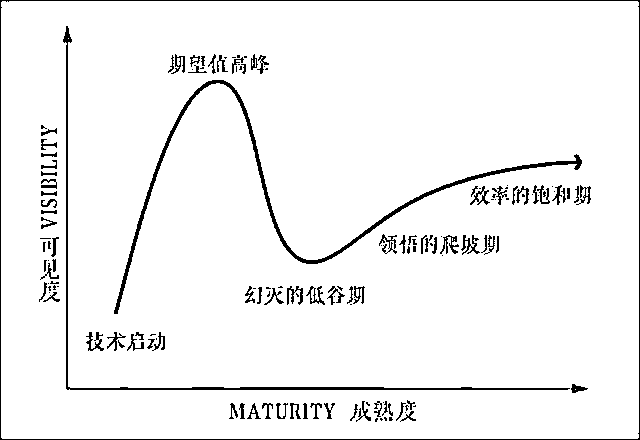 期望值高峰
VISIBILITY 可见度
效率的饱和期
领悟的爬坡期
幻灭的低谷期
技术启动
MATURITY 成熟度